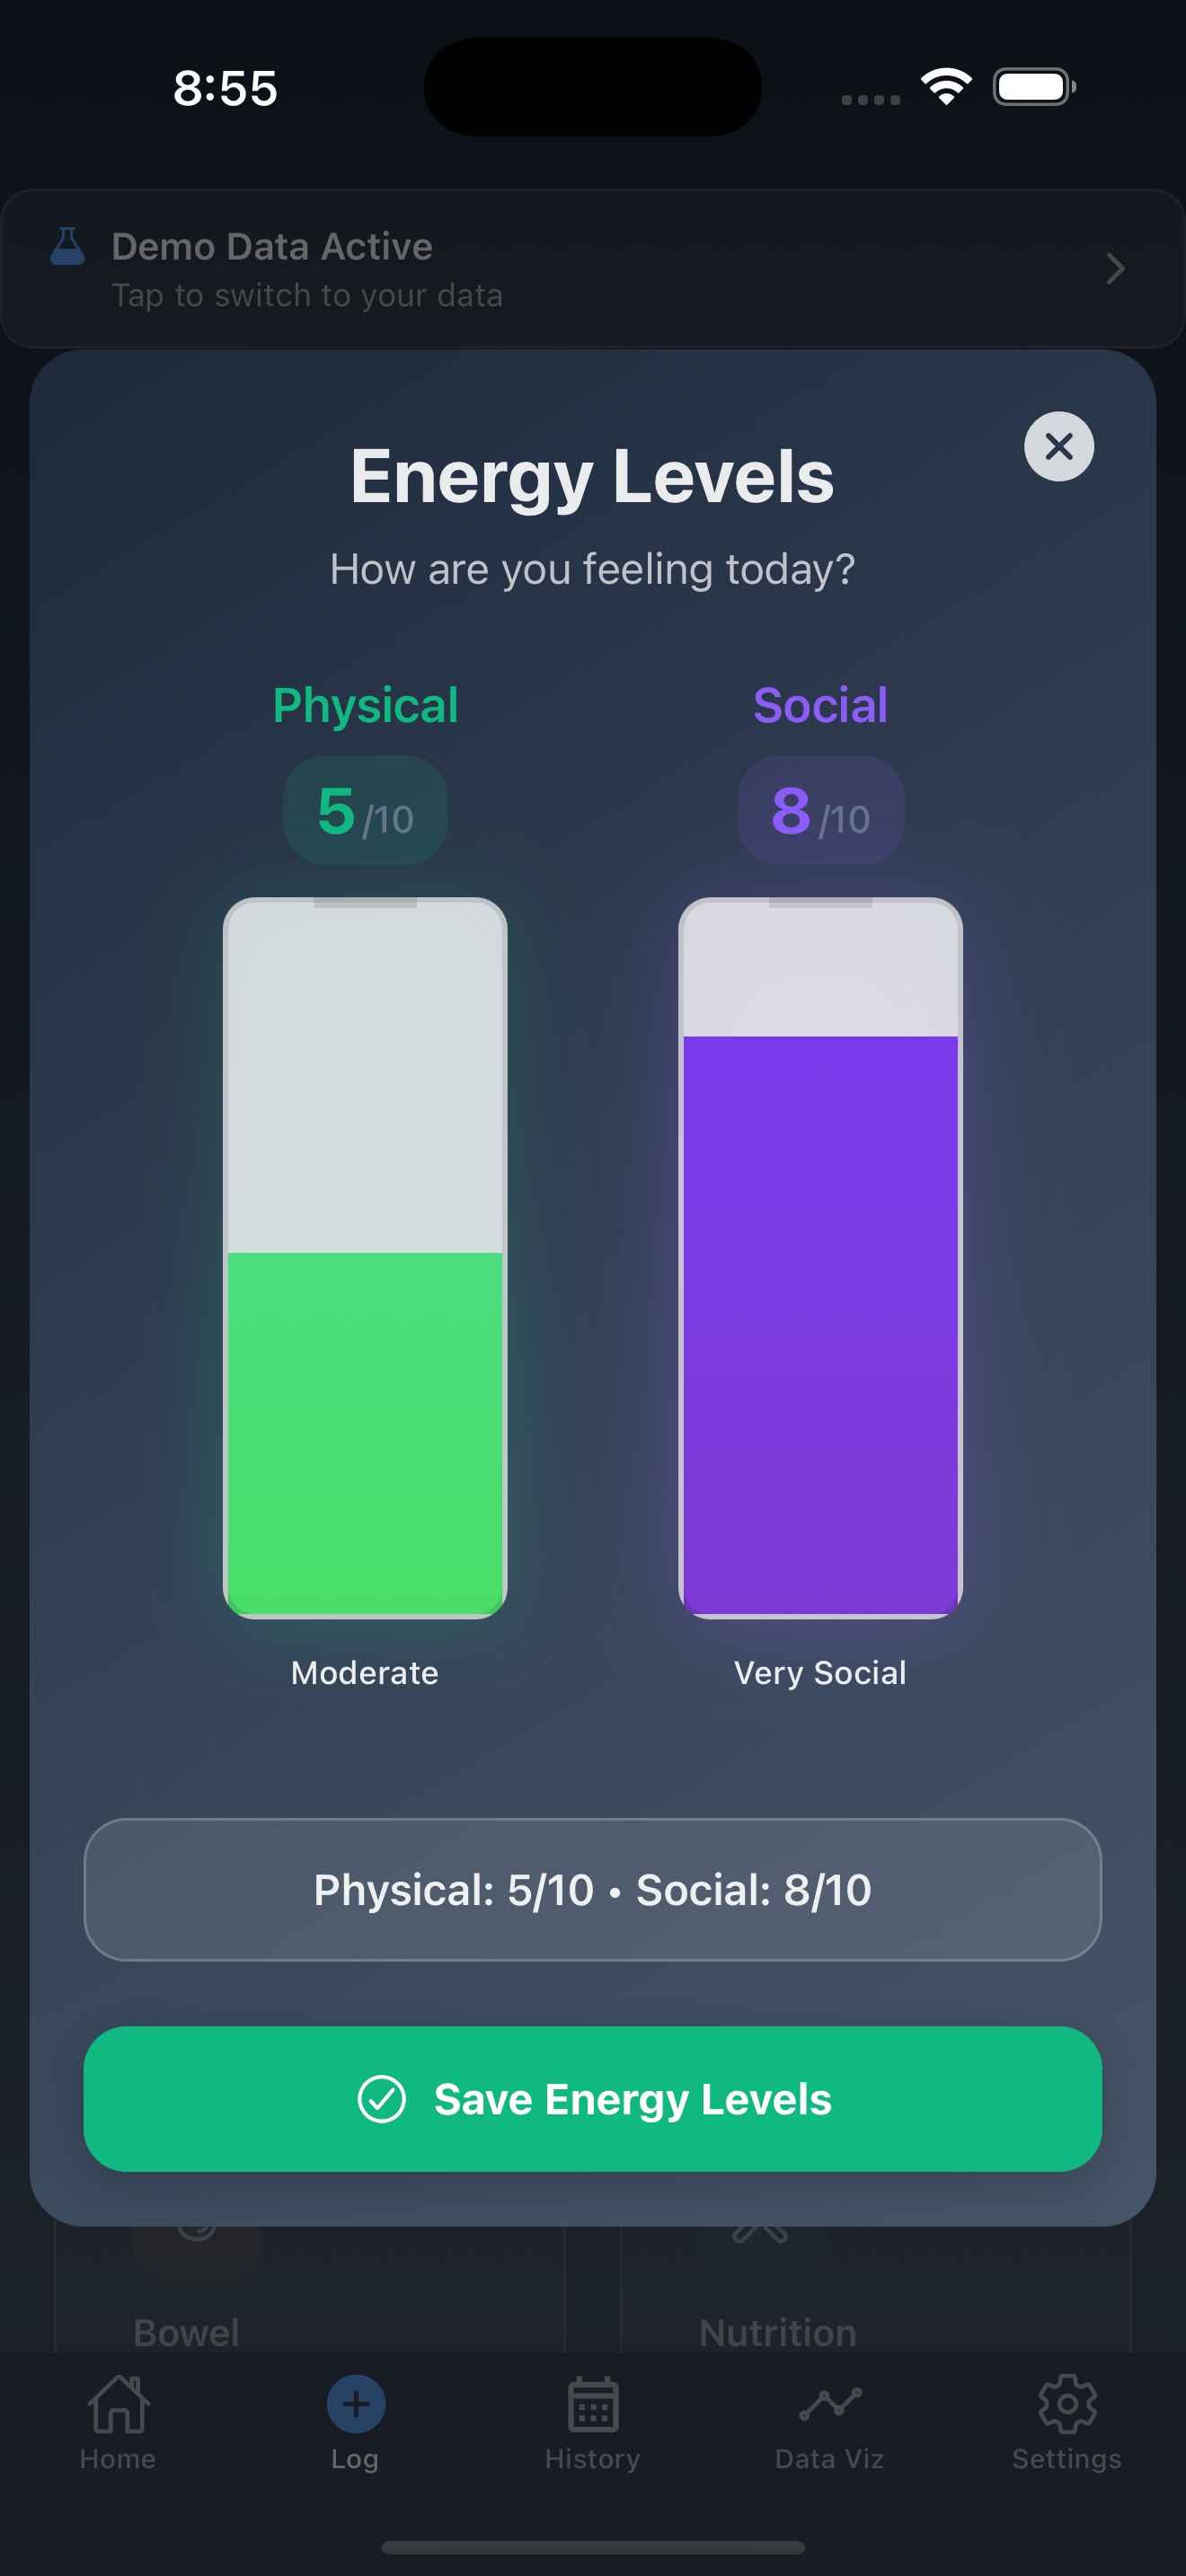 8:55
Demo Data Active
Tap to switch to your data
Energy Levels
How are you feeling today?
Physical
Social
5/10
8/10
Moderate
Very Social
Physical: 5/10 • Social: 8/10
Save Energy Levels
Bowel
Nutrition
Home
Log
History
Data Viz
Settings